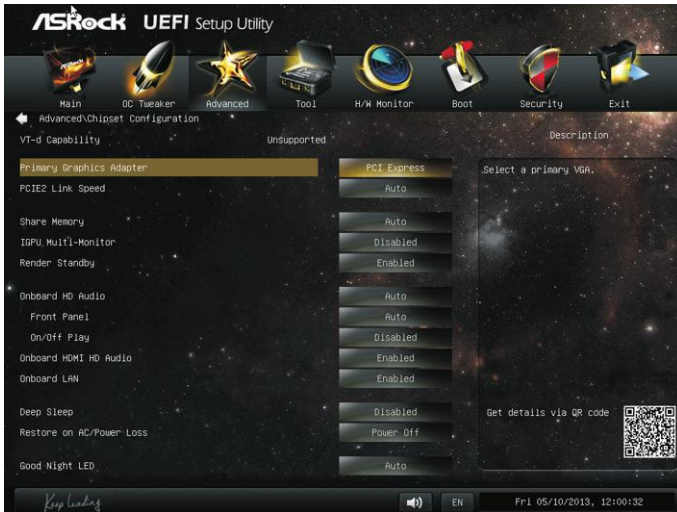 ASRock UEFI Setup Utility
ASRock
Main OC Tweaker Advanced Tool H/W Monitor Boot Security Exit
Advanced\Chipset Configuration
Description
VT-d Capability Unsupported
Primary Graphics Adapter PCI Express
Select a primary VGA.
PCIE2 Link Speed Auto
Share Memory Auto
IGPU Multi-Monitor Disabled
Render Standby Enabled
Onboard HD Audio Auto
Front Panel Auto
On/Off Play Disabled
Onboard HDMI HD Audio Enabled
Onboard LAN Enabled
Deep Sleep Disabled
Get details via QR code
Restore on AC/Power Loss Power Off
Good Night LED Auto
Keep Leading
EN
Fri 05/10/2013, 12:00:32